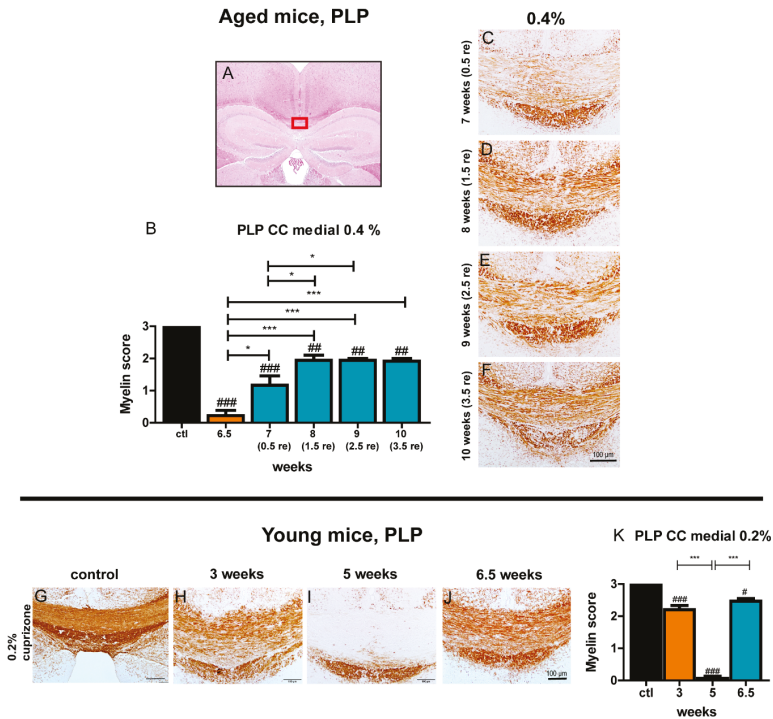 Aged mice, PLP
0.4%
A
B
PLP CC medial 0.4 %
*
*
***
***
***
*
###
###
##
##
##
Myelin score
3
2
1
0
ctl
6.5
7
8
9
10
(0.5 re)
(1.5 re)
(2.5 re)
(3.5 re)
weeks
C
7 weeks (0.5 re)
D
8 weeks (1.5 re)
E
9 weeks (2.5 re)
F
10 weeks (3.5 re)
100 µm
Young mice, PLP
control
3 weeks
5 weeks
6.5 weeks
0.2%
cuprizone
G
H
I
J
100 µm
K
PLP CC medial 0.2%
***
***
###
###
#
Myelin score
3
2
1
0
ctl
3
5
6.5
weeks